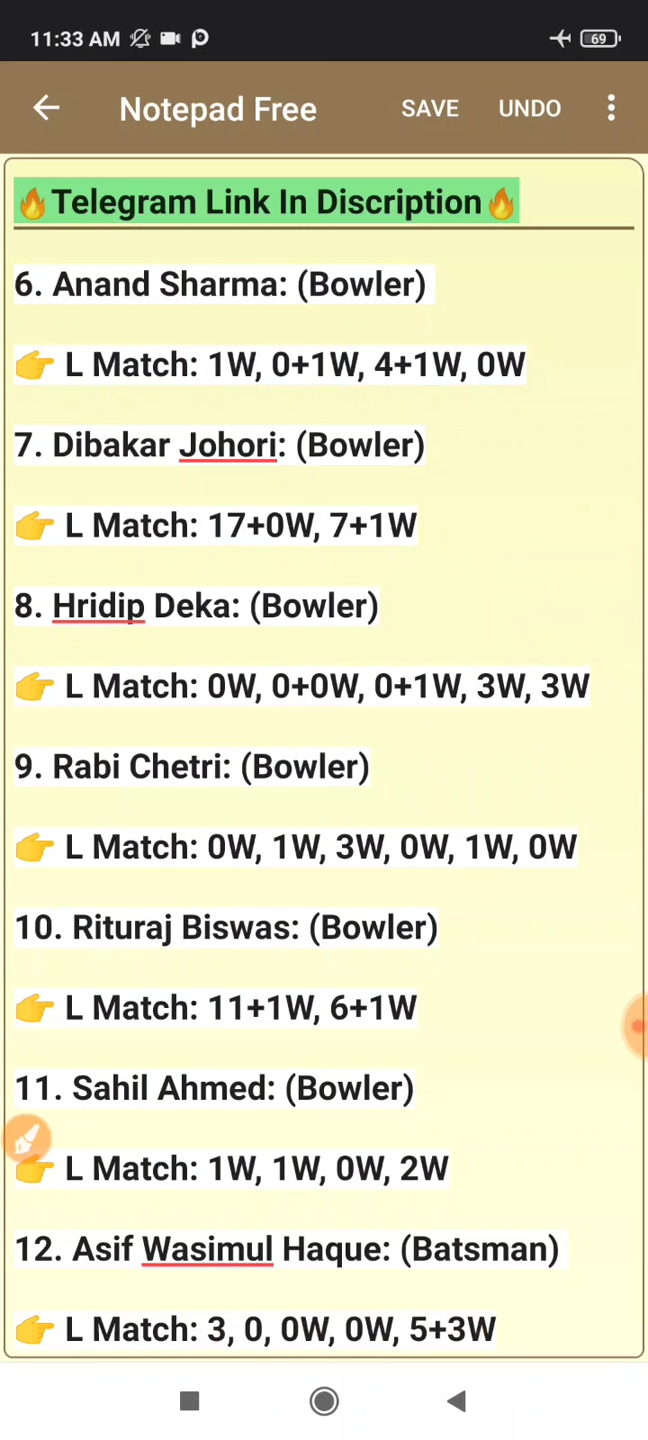 11:33 AM
69
Notepad Free SAVE UNDO
🔥Telegram Link In Discription🔥
6. Anand Sharma: (Bowler)
👉 L Match: 1W, 0+1W, 4+1W, 0W
7. Dibakar Johori: (Bowler)
👉 L Match: 17+0W, 7+1W
8. Hridip Deka: (Bowler)
👉 L Match: 0W, 0+0W, 0+1W, 3W, 3W
9. Rabi Chetri: (Bowler)
👉 L Match: 0W, 1W, 3W, 0W, 1W, 0W
10. Rituraj Biswas: (Bowler)
👉 L Match: 11+1W, 6+1W
11. Sahil Ahmed: (Bowler)
👉 L Match: 1W, 1W, 0W, 2W
12. Asif Wasimul Haque: (Batsman)
👉 L Match: 3, 0, 0W, 0W, 5+3W